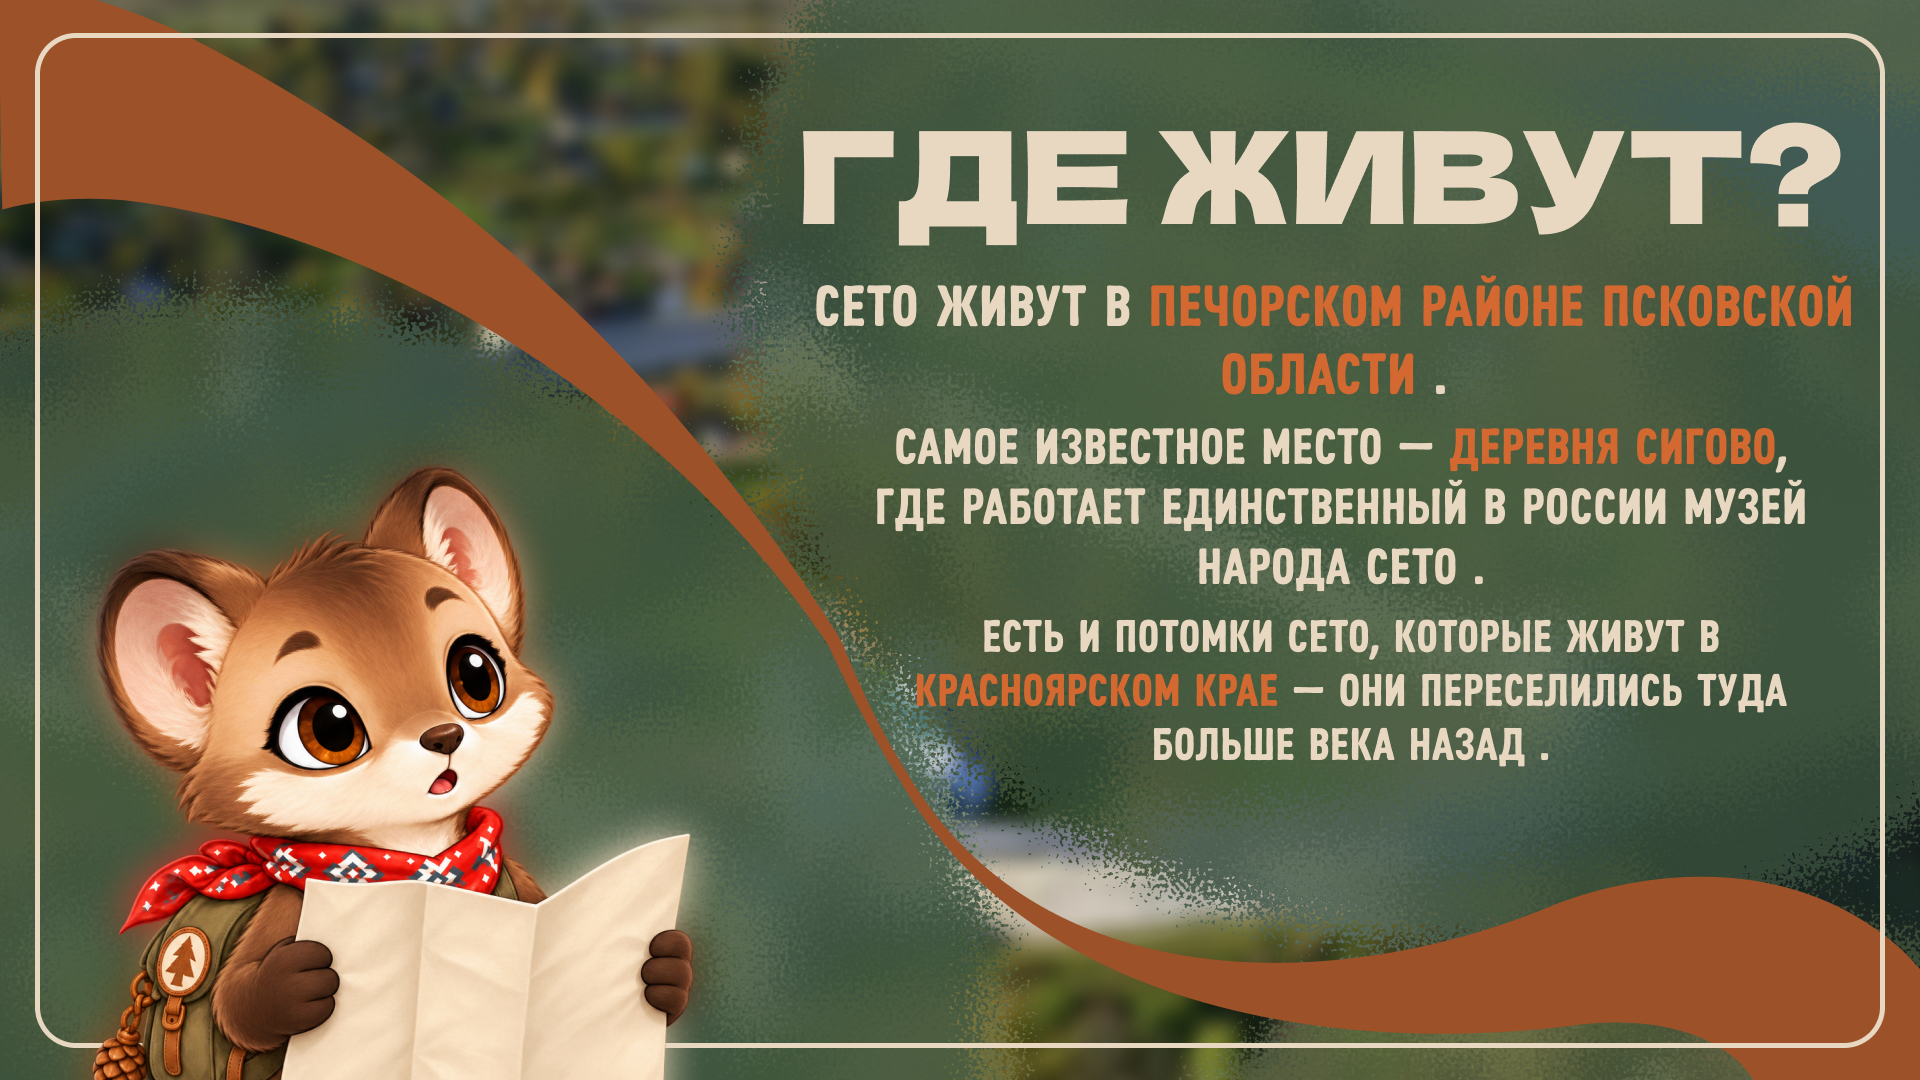 ГДЕ ЖИВУТ?
СЕТО ЖИВУТ В ПЕЧОРСКОМ РАЙОНЕ ПСКОВСКОЙ
ОБЛАСТИ .
САМОЕ ИЗВЕСТНОЕ МЕСТО — ДЕРЕВНЯ СИГОВО,
ГДЕ РАБОТАЕТ ЕДИНСТВЕННЫЙ В РОССИИ МУЗЕЙ
НАРОДА СЕТО .
ЕСТЬ И ПОТОМКИ СЕТО, КОТОРЫЕ ЖИВУТ В
КРАСНОЯРСКОМ КРАЕ — ОНИ ПЕРЕСЕЛИЛИСЬ ТУДА
БОЛЬШЕ ВЕКА НАЗАД .